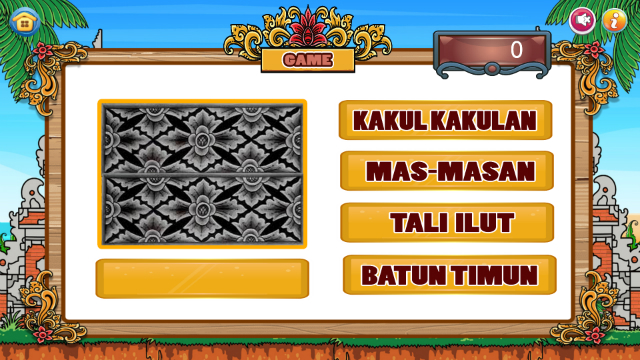 GAME
0
KAKUL KAKULAN
MAS-MASAN
TALI ILUT
BATUN TIMUN